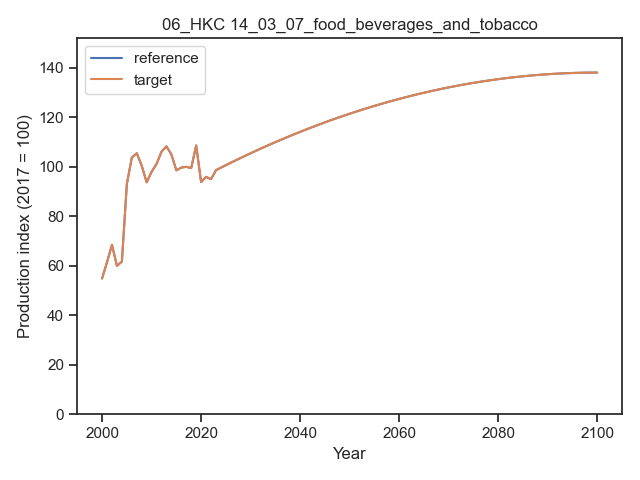 06_HKC 14_03_07_food_beverages_and_tobacco
reference
target
Production index (2017 = 100)
140
120
100
80
60
40
20
0
2000 2020 2040 2060 2080 2100
Year